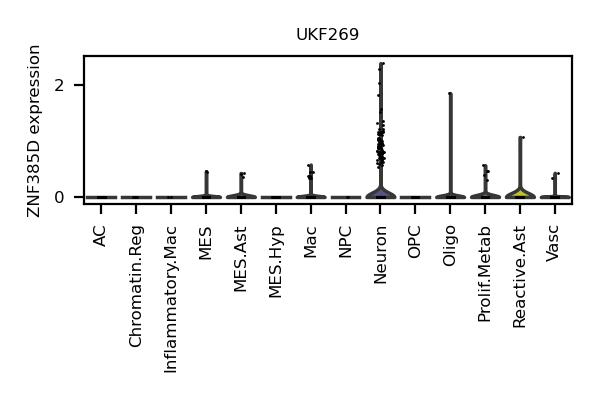 UKF269
ZNF385D expression
2
0
AC
Chromatin.Reg
Inflammatory.Mac
MES
MES.Ast
MES.Hyp
Mac
NPC
Neuron
OPC
Oligo
Prolif.Metab
Reactive.Ast
Vasc